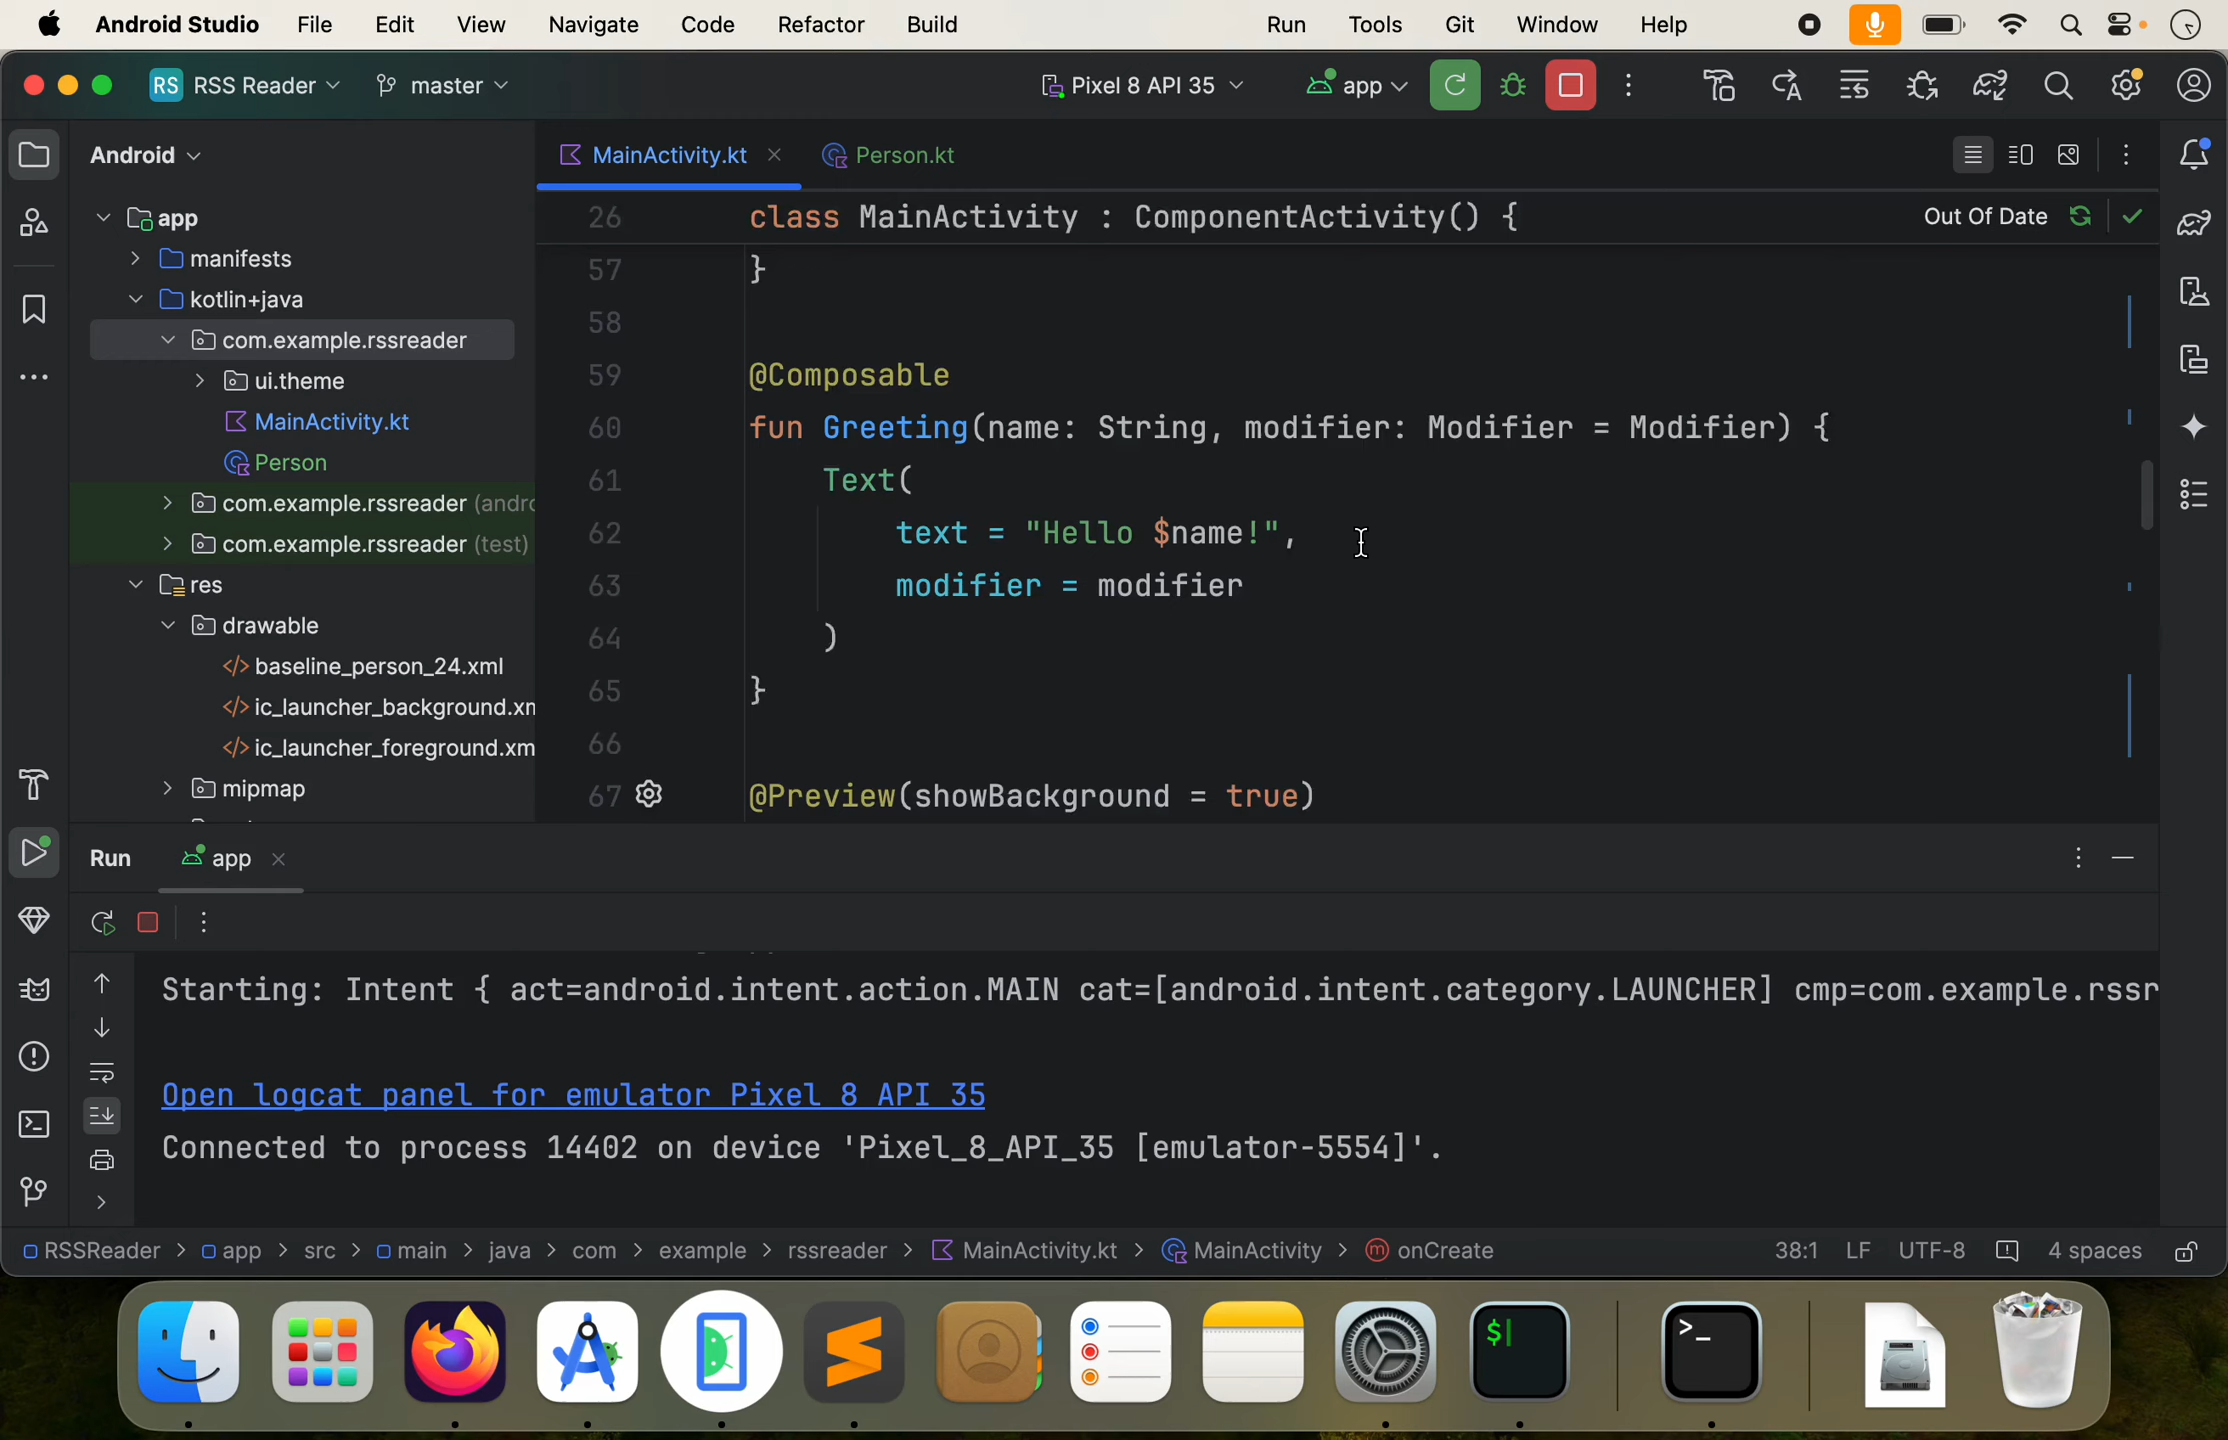 Android Studio File Edit View Navigate Code Refactor Build Run Tools Git Window Help
RS RSS Reader master Pixel 8 API 35 app
Android
MainActivity.kt Person.kt
app
manifests
kotlin+java
com.example.rssreader
ui.theme
MainActivity.kt
Person
com.example.rssreader (andro
com.example.rssreader (test)
res
drawable
baseline_person_24.xml
ic_launcher_background.xm
ic_launcher_foreground.xm
mipmap
26 class MainActivity : ComponentActivity() {
Out Of Date
57 }
58
59 @Composable
60 fun Greeting(name: String, modifier: Modifier = Modifier) {
61 Text(
62 text = "Hello $name!",
63 modifier = modifier
64 )
65 }
66
67 @Preview(showBackground = true)
Run app
Starting: Intent { act=android.intent.action.MAIN cat=[android.intent.category.LAUNCHER] cmp=com.example.rssr
Open logcat panel for emulator Pixel 8 API 35
Connected to process 14402 on device 'Pixel_8_API_35 [emulator-5554]'.
RSSReader > app > src > main > java > com > example > rssreader > MainActivity.kt > MainActivity > m onCreate 38:1 LF UTF-8 4 spaces
$ >_